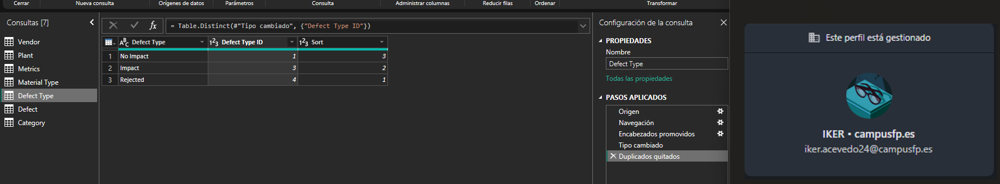 Cerrar Nueva consulta Orígenes de datos Parámetros Consulta Administrar columnas Reducir filas Ordenar Transformar
Consultas [7]
Vendor
Plant
Metrics
Material Type
Defect Type
Defect
Category
fx = Table.Distinct(#"Tipo cambiado", {"Defect Type ID"})
ABC Defect Type 123 Defect Type ID 123 Sort
1 No Impact 1 3
2 Impact 3 2
3 Rejected 4 1
Configuración de la consulta
PROPIEDADES
Nombre
Defect Type
Todas las propiedades
PASOS APLICADOS
Origen
Navegación
Encabezados promovidos
Tipo cambiado
Duplicados quitados
Este perfil está gestionado
IKER • campusfp.es
iker.acevedo24@campusfp.es